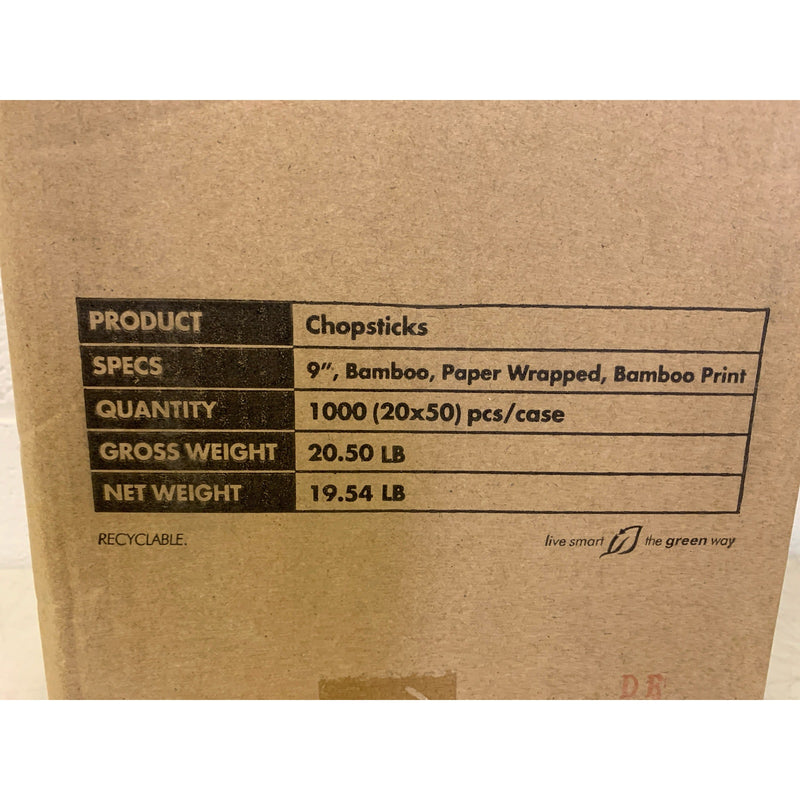 PRODUCT Chopsticks
SPECS 9", Bamboo, Paper Wrapped, Bamboo Print
QUANTITY 1000 (20x50) pcs/case
GROSS WEIGHT 20.50 LB
NET WEIGHT 19.54 LB
RECYCLABLE. live smart the green way